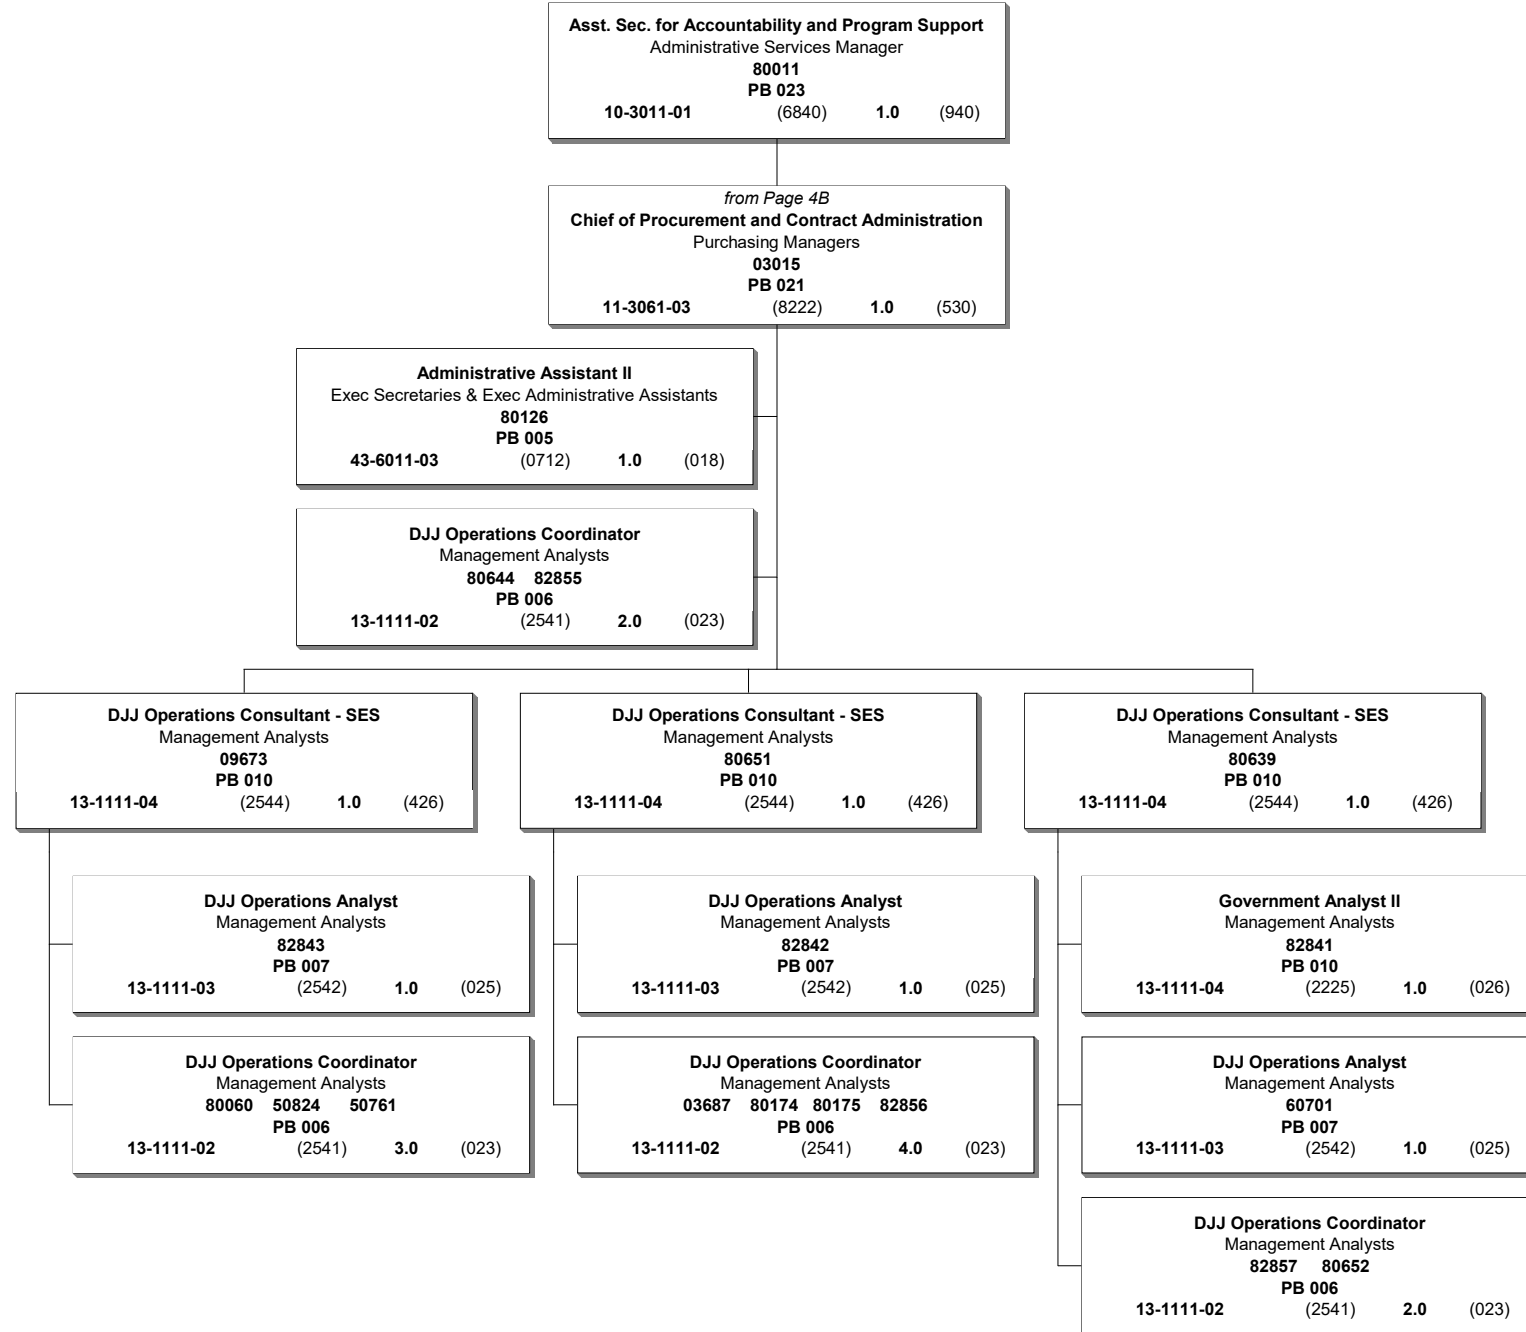 Asst. Sec. for Accountability and Program Support
Administrative Services Manager
80011
PB 023
10-3011-01 (6840) 1.0 (940)
from Page 4B
Chief of Procurement and Contract Administration
Purchasing Managers
03015
PB 021
11-3061-03 (8222) 1.0 (530)
Administrative Assistant II
Exec Secretaries & Exec Administrative Assistants
80126
PB 005
43-6011-03 (0712) 1.0 (018)
DJJ Operations Coordinator
Management Analysts
80644 82855
PB 006
13-1111-02 (2541) 2.0 (023)
DJJ Operations Consultant - SES
Management Analysts
09673
PB 010
13-1111-04 (2544) 1.0 (426)
DJJ Operations Consultant - SES
Management Analysts
80651
PB 010
13-1111-04 (2544) 1.0 (426)
DJJ Operations Consultant - SES
Management Analysts
80639
PB 010
13-1111-04 (2544) 1.0 (426)
DJJ Operations Analyst
Management Analysts
82843
PB 007
13-1111-03 (2542) 1.0 (025)
DJJ Operations Analyst
Management Analysts
82842
PB 007
13-1111-03 (2542) 1.0 (025)
Government Analyst II
Management Analysts
82841
PB 010
13-1111-04 (2225) 1.0 (026)
DJJ Operations Coordinator
Management Analysts
80060 50824 50761
PB 006
13-1111-02 (2541) 3.0 (023)
DJJ Operations Coordinator
Management Analysts
03687 80174 80175 82856
PB 006
13-1111-02 (2541) 4.0 (023)
DJJ Operations Analyst
Management Analysts
60701
PB 007
13-1111-03 (2542) 1.0 (025)
DJJ Operations Coordinator
Management Analysts
82857 80652
PB 006
13-1111-02 (2541) 2.0 (023)